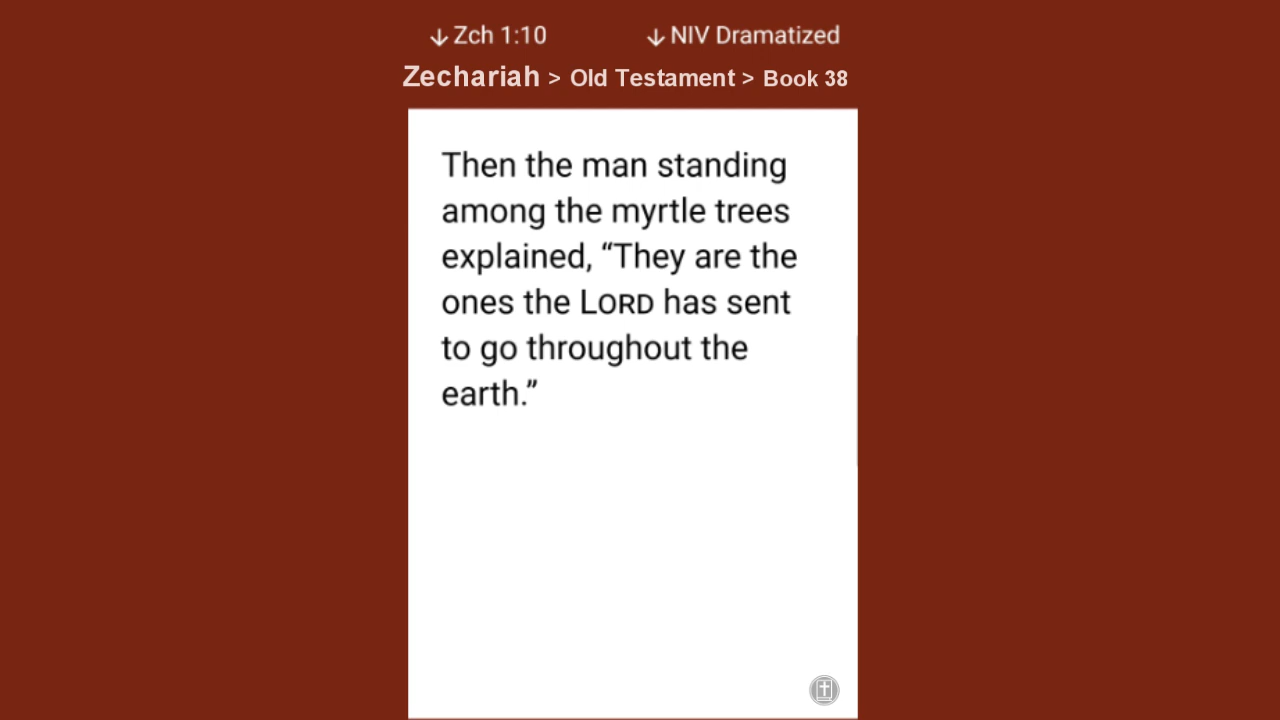 ↓ Zch 1:10 ↓ NIV Dramatized
Zechariah > Old Testament > Book 38
Then the man standing
among the myrtle trees
explained, “They are the
ones the LORD has sent
to go throughout the
earth.”